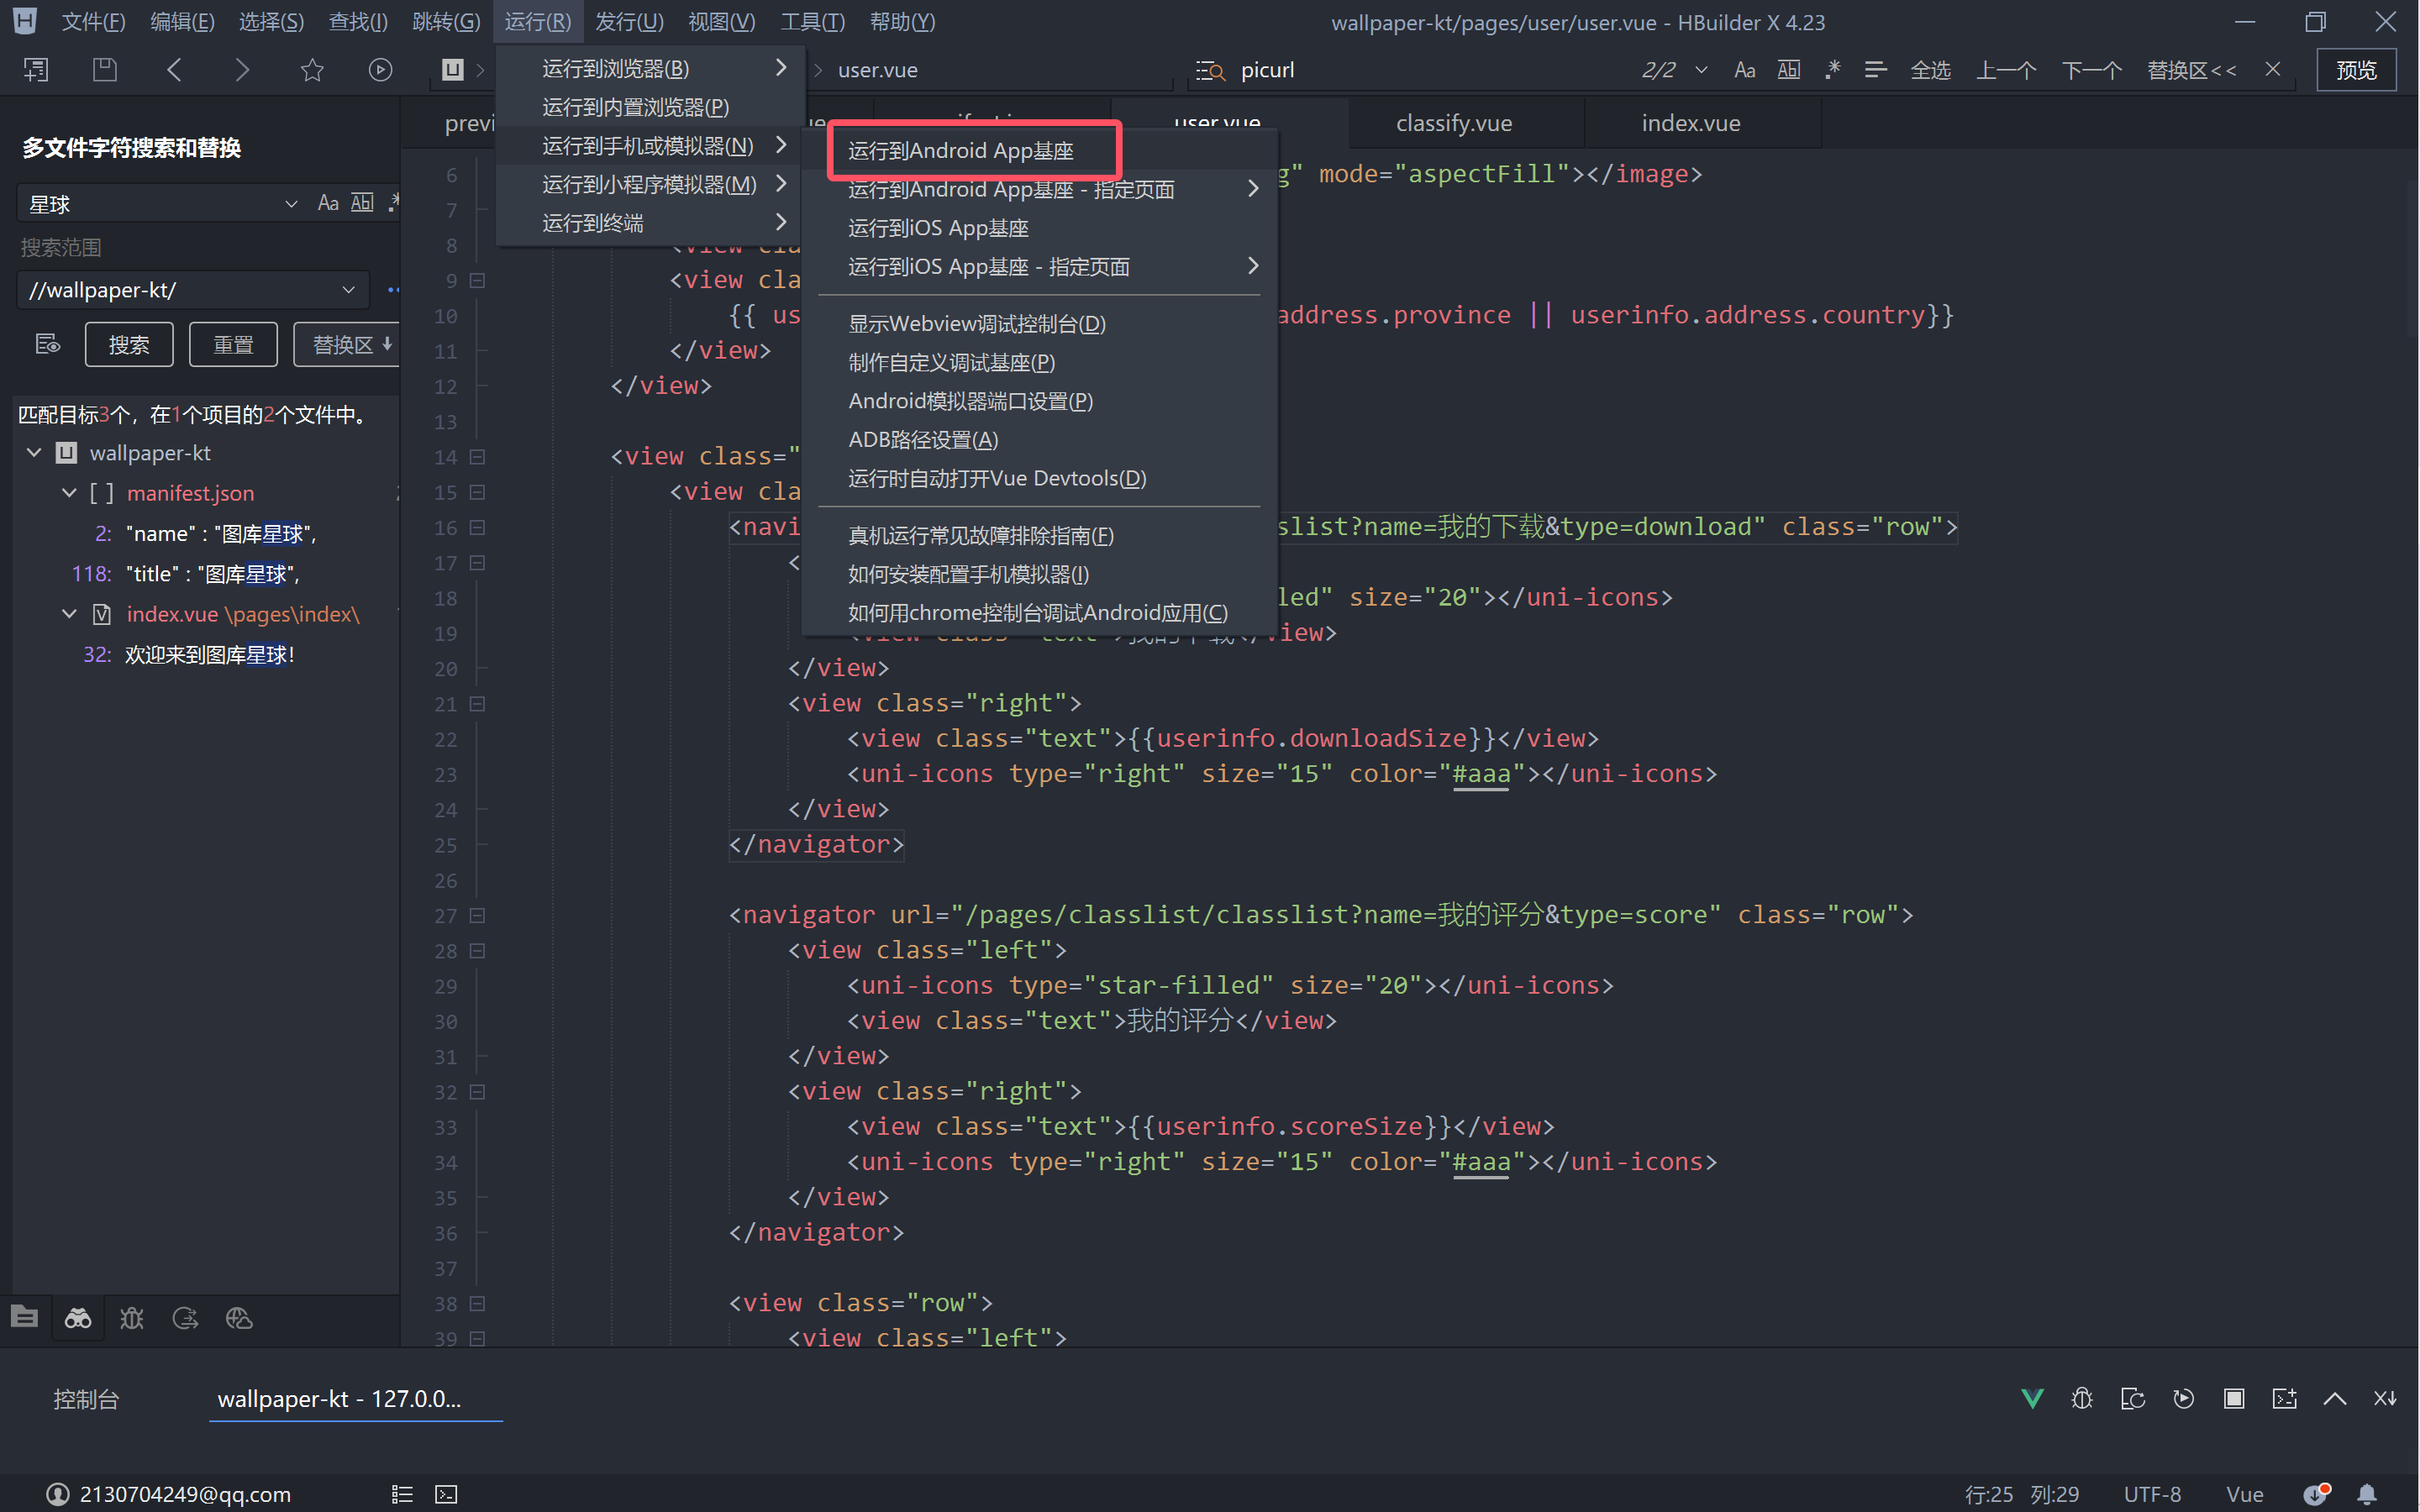 文件(F) 编辑(E) 选择(S) 查找(I) 跳转(G) 运行(R) 发行(U) 视图(V) 工具(T) 帮助(Y) wallpaper-kt/pages/user/user.vue - HBuilder X 4.23
user.vue picurl 2/2 Aa Ab| .* 全选 上一个 下一个 替换区<< 预览
运行到浏览器(B)
运行到内置浏览器(P)
运行到手机或模拟器(N)
运行到小程序模拟器(M)
运行到终端
运行到Android App基座
运行到Android App基座 - 指定页面
运行到iOS App基座
运行到iOS App基座 - 指定页面
显示Webview调试控制台(D)
制作自定义调试基座(P)
Android模拟器端口设置(P)
ADB路径设置(A)
运行时自动打开Vue Devtools(D)
真机运行常见故障排除指南(F)
如何安装配置手机模拟器(I)
如何用chrome控制台调试Android应用(C)
多文件字符搜索和替换
星球 Aa Ab| .*
搜索范围
//wallpaper-kt/
搜索 重置 替换区
匹配目标3个，在1个项目的2个文件中。
wallpaper-kt
[ ] manifest.json
2: "name" : "图库星球",
118: "title" : "图库星球",
index.vue \pages\index\
32: 欢迎来到图库星球！
previ user.vue classify.vue index.vue
6 g" mode="aspectFill"></image>
7
8 <view cla
9 <view cla
10 {{ us address.province || userinfo.address.country}}
11 </view>
12 </view>
13
14 <view class="
15 <view cla
16 <navi slist?name=我的下载&type=download" class="row">
17 <
18 led" size="20"></uni-icons>
19 <view class="text">我的下载</view>
20 </view>
21 <view class="right">
22 <view class="text">{{userinfo.downloadSize}}</view>
23 <uni-icons type="right" size="15" color="#aaa"></uni-icons>
24 </view>
25 </navigator>
26
27 <navigator url="/pages/classlist/classlist?name=我的评分&type=score" class="row">
28 <view class="left">
29 <uni-icons type="star-filled" size="20"></uni-icons>
30 <view class="text">我的评分</view>
31 </view>
32 <view class="right">
33 <view class="text">{{userinfo.scoreSize}}</view>
34 <uni-icons type="right" size="15" color="#aaa"></uni-icons>
35 </view>
36 </navigator>
37
38 <view class="row">
39 <view class="left">
控制台 wallpaper-kt - 127.0.0...
2130704249@qq.com 行:25 列:29 UTF-8 Vue